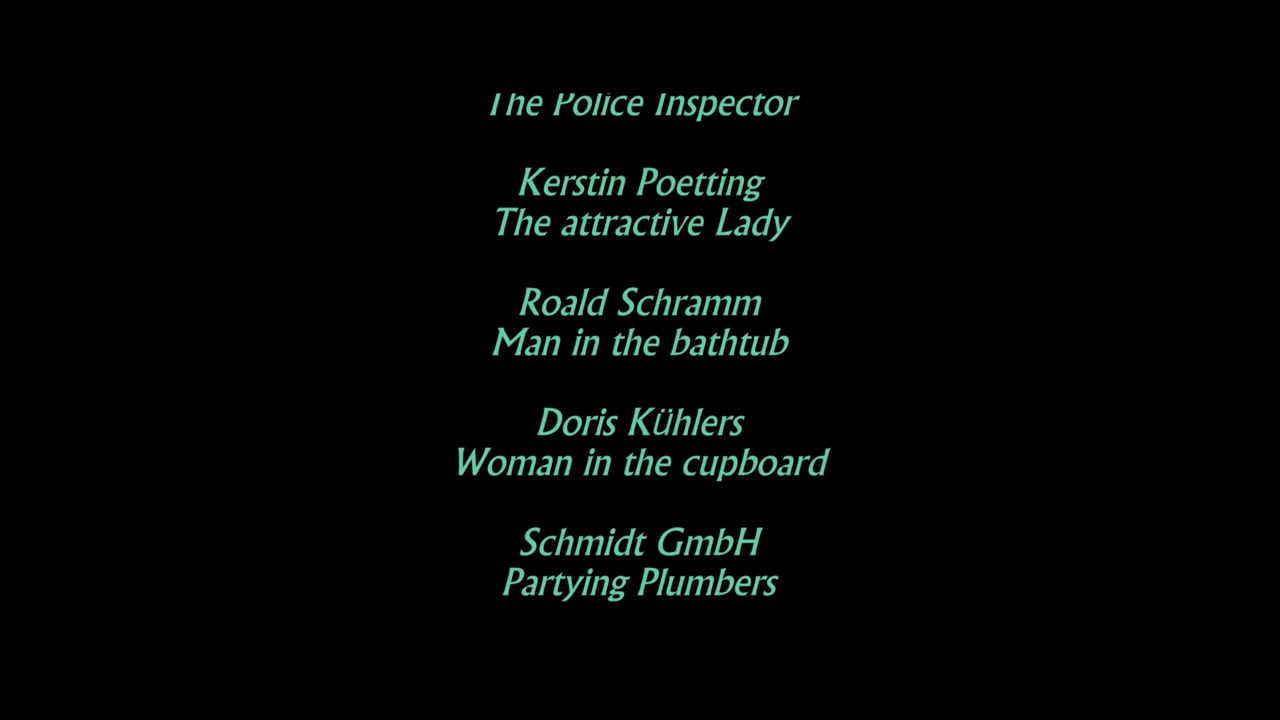 The Police Inspector
Kerstin Poetting
The attractive Lady
Roald Schramm
Man in the bathtub
Doris Kühlers
Woman in the cupboard
Schmidt GmbH
Partying Plumbers